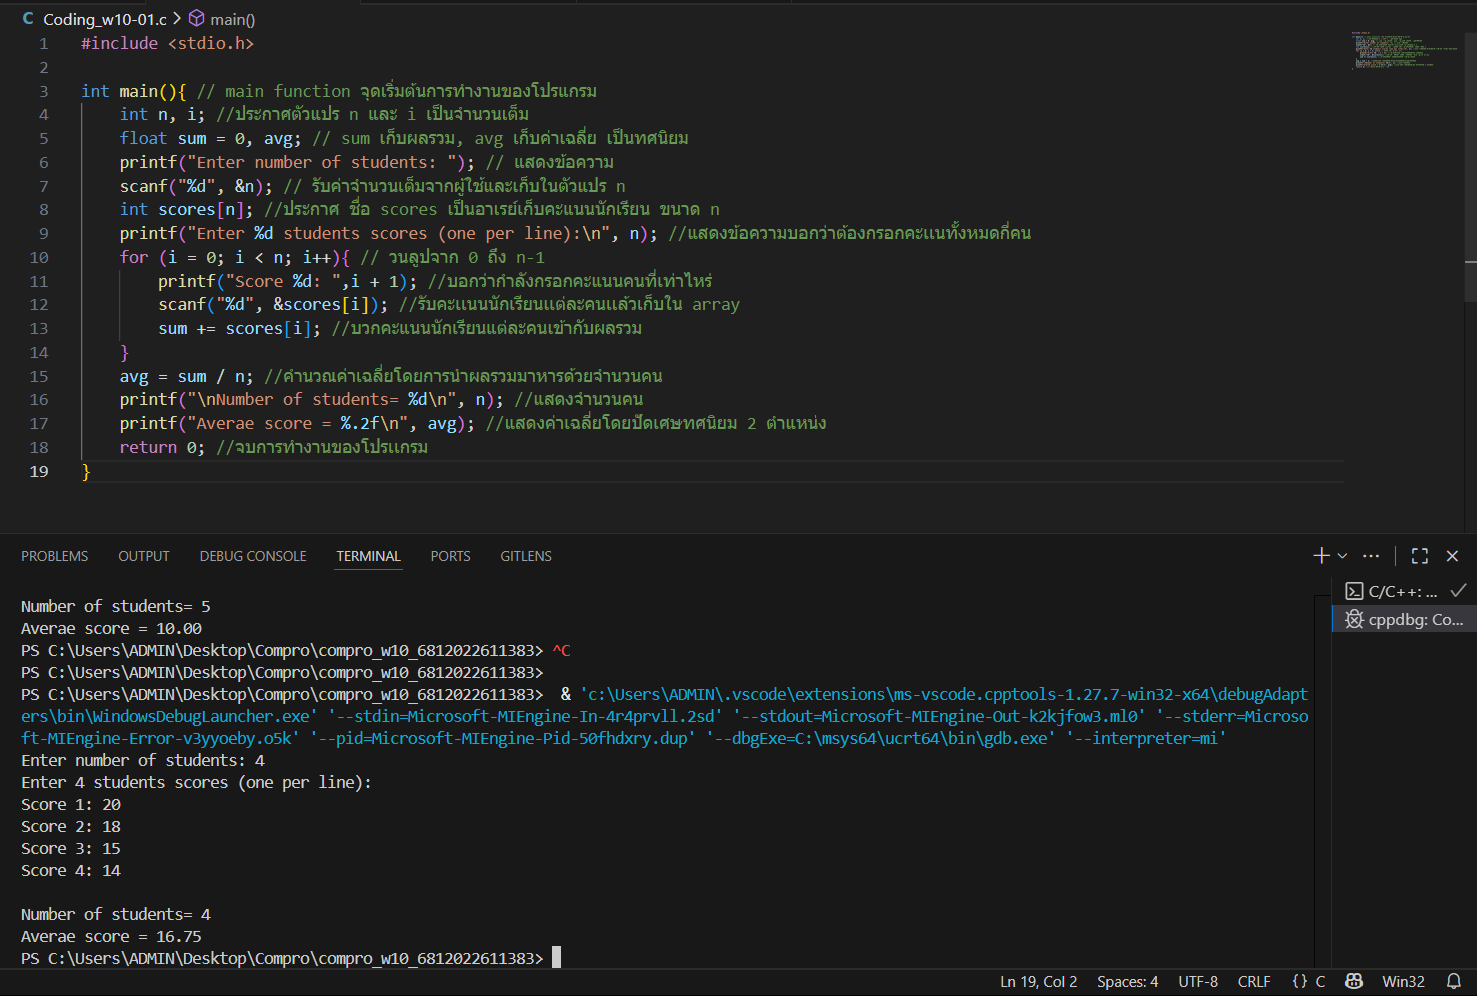 C Coding_w10-01.c > main()
1 #include <stdio.h>
2
3 int main(){ // main function จุดเริ่มต้นการทำงานของโปรแกรม
4 int n, i; //ประกาศตัวแปร n และ i เป็นจำนวนเต็ม
5 float sum = 0, avg; // sum เก็บผลรวม, avg เก็บค่าเฉลี่ย เป็นทศนิยม
6 printf("Enter number of students: "); // แสดงข้อความ
7 scanf("%d", &n); // รับค่าจำนวนเต็มจากผู้ใช้และเก็บในตัวแปร n
8 int scores[n]; //ประกาศ ชื่อ scores เป็นอาเรย์เก็บคะแนนนักเรียน ขนาด n
9 printf("Enter %d students scores (one per line):\n", n); //แสดงข้อความบอกว่าต้องกรอกคะแนทั้งหมดกี่คน
10 for (i = 0; i < n; i++){ // วนลูปจาก 0 ถึง n-1
11 printf("Score %d: ",i + 1); //บอกว่ากำลังกรอกคะแนนคนที่เท่าไหร่
12 scanf("%d", &scores[i]); //รับคะแนนนักเรียนแต่ละคนแล้วเก็บใน array
13 sum += scores[i]; //บวกคะแนนนักเรียนแต่ละคนเข้ากับผลรวม
14 }
15 avg = sum / n; //คำนวณค่าเฉลี่ยโดยการนำผลรวมมาหารด้วยจำนวนคน
16 printf("\nNumber of students= %d\n", n); //แสดงจำนวนคน
17 printf("Averae score = %.2f\n", avg); //แสดงค่าเฉลี่ยโดยปัดเศษทศนิยม 2 ตำแหน่ง
18 return 0; //จบการทำงานของโปรแกรม
19 }
PROBLEMS OUTPUT DEBUG CONSOLE TERMINAL PORTS GITLENS
C/C++: ...
cppdbg: Co...
Number of students= 5
Averae score = 10.00
PS C:\Users\ADMIN\Desktop\Compro\compro_w10_6812022611383> ^C
PS C:\Users\ADMIN\Desktop\Compro\compro_w10_6812022611383>
PS C:\Users\ADMIN\Desktop\Compro\compro_w10_6812022611383> & 'c:\Users\ADMIN\.vscode\extensions\ms-vscode.cpptools-1.27.7-win32-x64\debugAdapt
ers\bin\WindowsDebugLauncher.exe' '--stdin=Microsoft-MIEngine-In-4r4prvll.2sd' '--stdout=Microsoft-MIEngine-Out-k2kjfow3.ml0' '--stderr=Microso
ft-MIEngine-Error-v3yyoeby.o5k' '--pid=Microsoft-MIEngine-Pid-50fhdxry.dup' '--dbgExe=C:\msys64\ucrt64\bin\gdb.exe' '--interpreter=mi'
Enter number of students: 4
Enter 4 students scores (one per line):
Score 1: 20
Score 2: 18
Score 3: 15
Score 4: 14
Number of students= 4
Averae score = 16.75
PS C:\Users\ADMIN\Desktop\Compro\compro_w10_6812022611383>
Ln 19, Col 2 Spaces: 4 UTF-8 CRLF {} C Win32